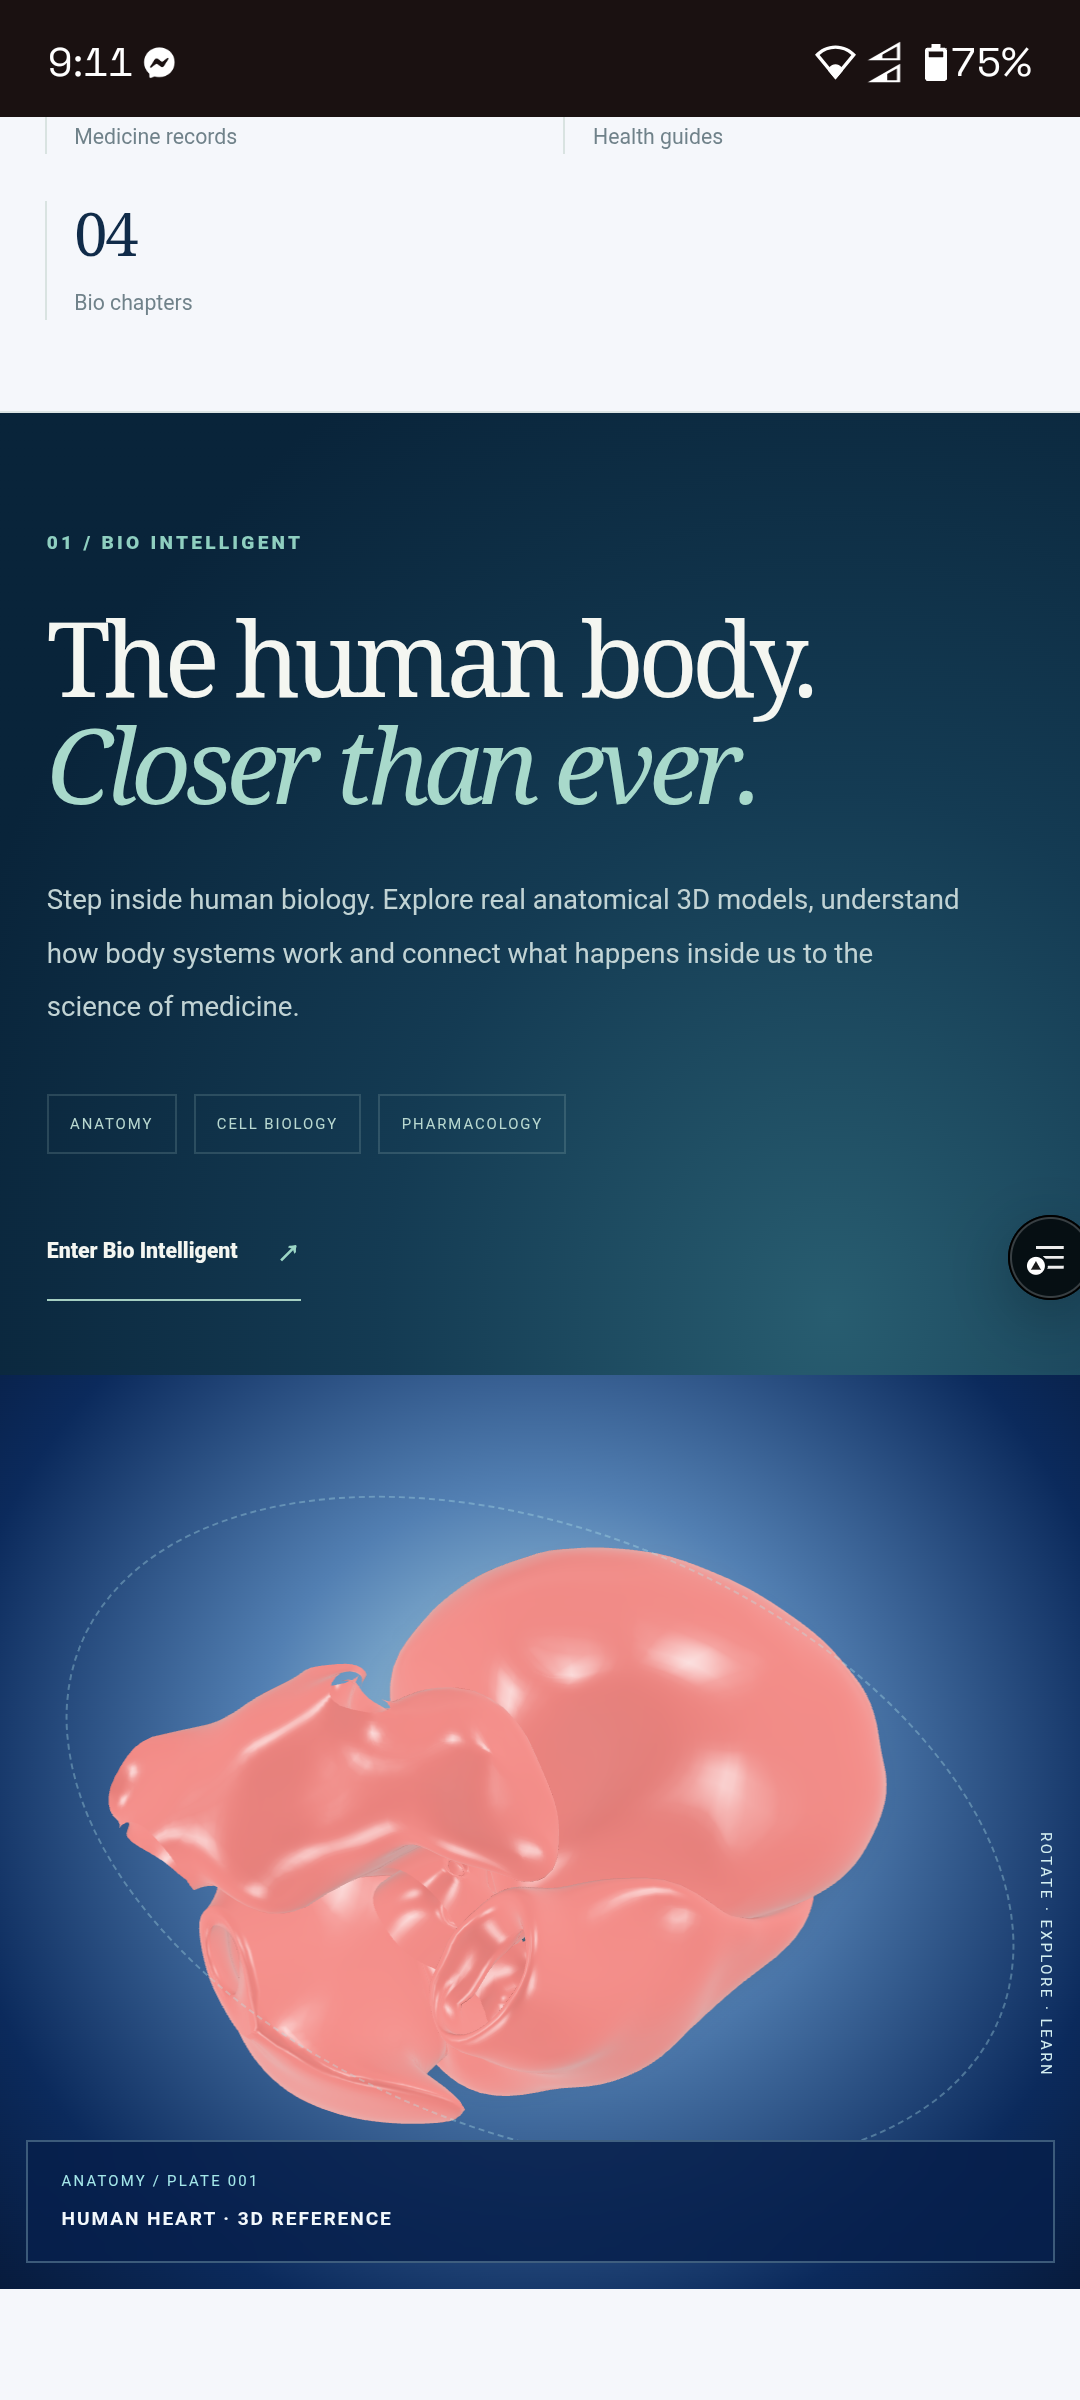 9:11
75%
Medicine records
Health guides
04
Bio chapters
01 / BIO INTELLIGENT
The human body.
Closer than ever.
Step inside human biology. Explore real anatomical 3D models, understand
how body systems work and connect what happens inside us to the
science of medicine.
ANATOMY
CELL BIOLOGY
PHARMACOLOGY
Enter Bio Intelligent
ROTATE · EXPLORE · LEARN
ANATOMY / PLATE 001
HUMAN HEART · 3D REFERENCE